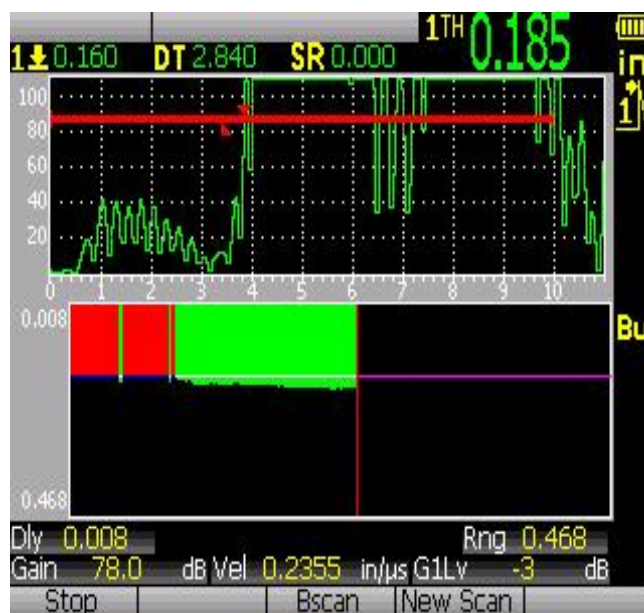 1TH 0.185
in
1 0.160 DT 2.840 SR 0.000
1
100
80
60
40
20
0 1 2 3 4 5 6 7 8 9 10
0.008
Bu
0.468
Dly 0.008 Rng 0.468
Gain 78.0 dB Vel 0.2355 in/µs G1Lv -3 dB
Stop Bscan New Scan